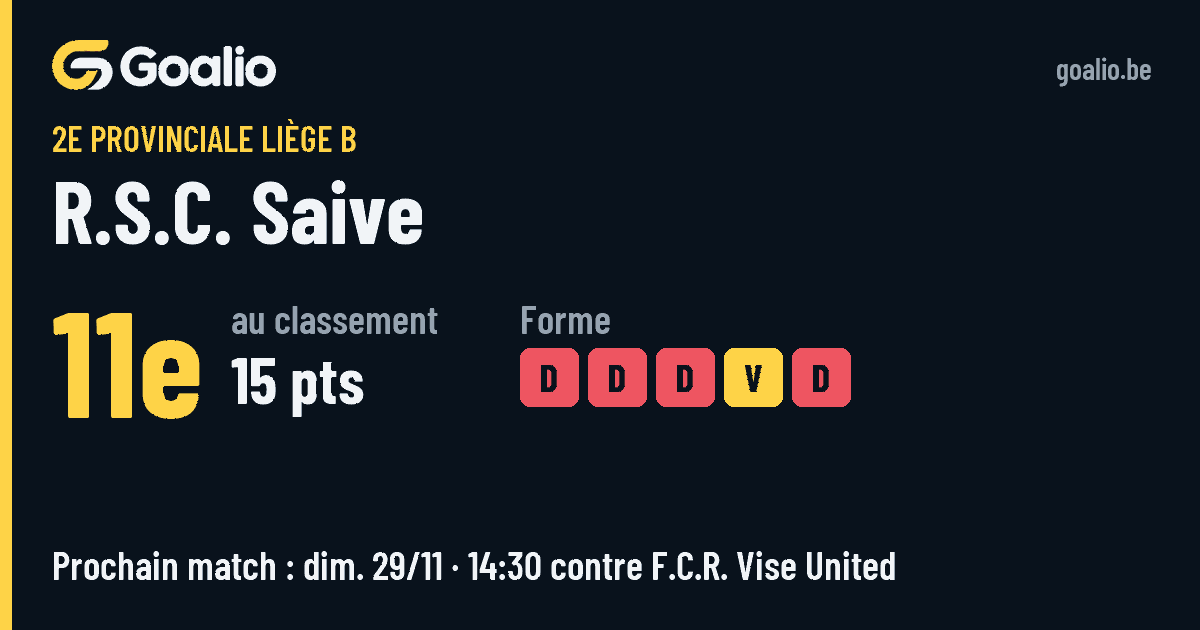 Goalio
goalio.be
2E PROVINCIALE LIÈGE B
R.S.C. Saive
11e
au classement
15 pts
Forme
D D D V D
Prochain match : dim. 29/11 · 14:30 contre F.C.R. Vise United